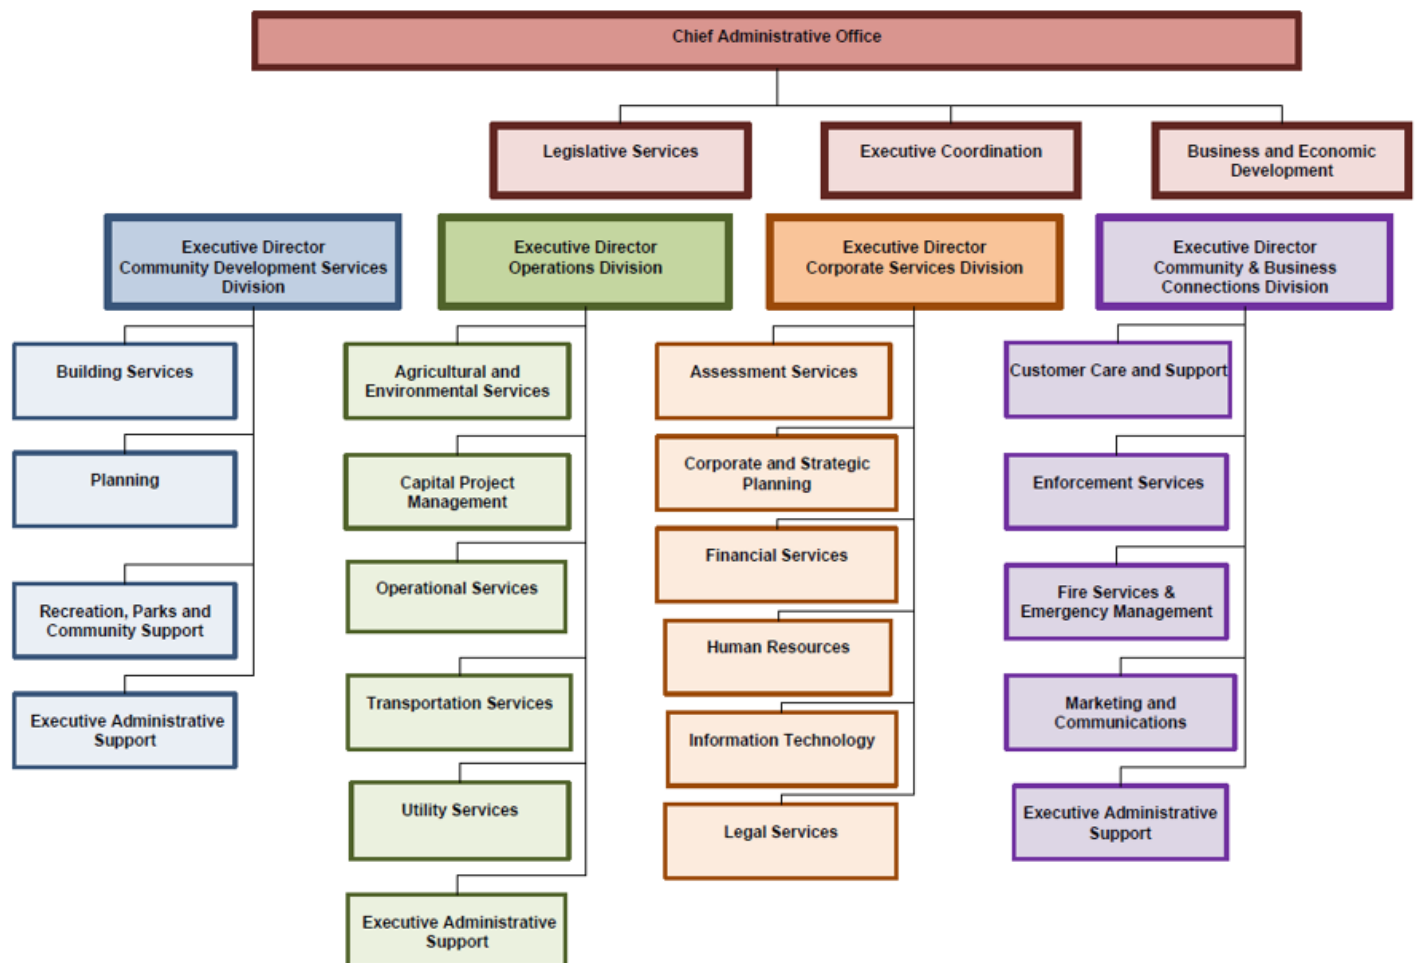 Chief Administrative Office
Legislative Services
Executive Coordination
Business and Economic
Development
Executive Director
Community Development Services
Division
Executive Director
Operations Division
Executive Director
Corporate Services Division
Executive Director
Community & Business
Connections Division
Building Services
Planning
Recreation, Parks and
Community Support
Executive Administrative
Support
Agricultural and
Environmental Services
Capital Project
Management
Operational Services
Transportation Services
Utility Services
Executive Administrative
Support
Assessment Services
Corporate and Strategic
Planning
Financial Services
Human Resources
Information Technology
Legal Services
Customer Care and Support
Enforcement Services
Fire Services &
Emergency Management
Marketing and
Communications
Executive Administrative
Support